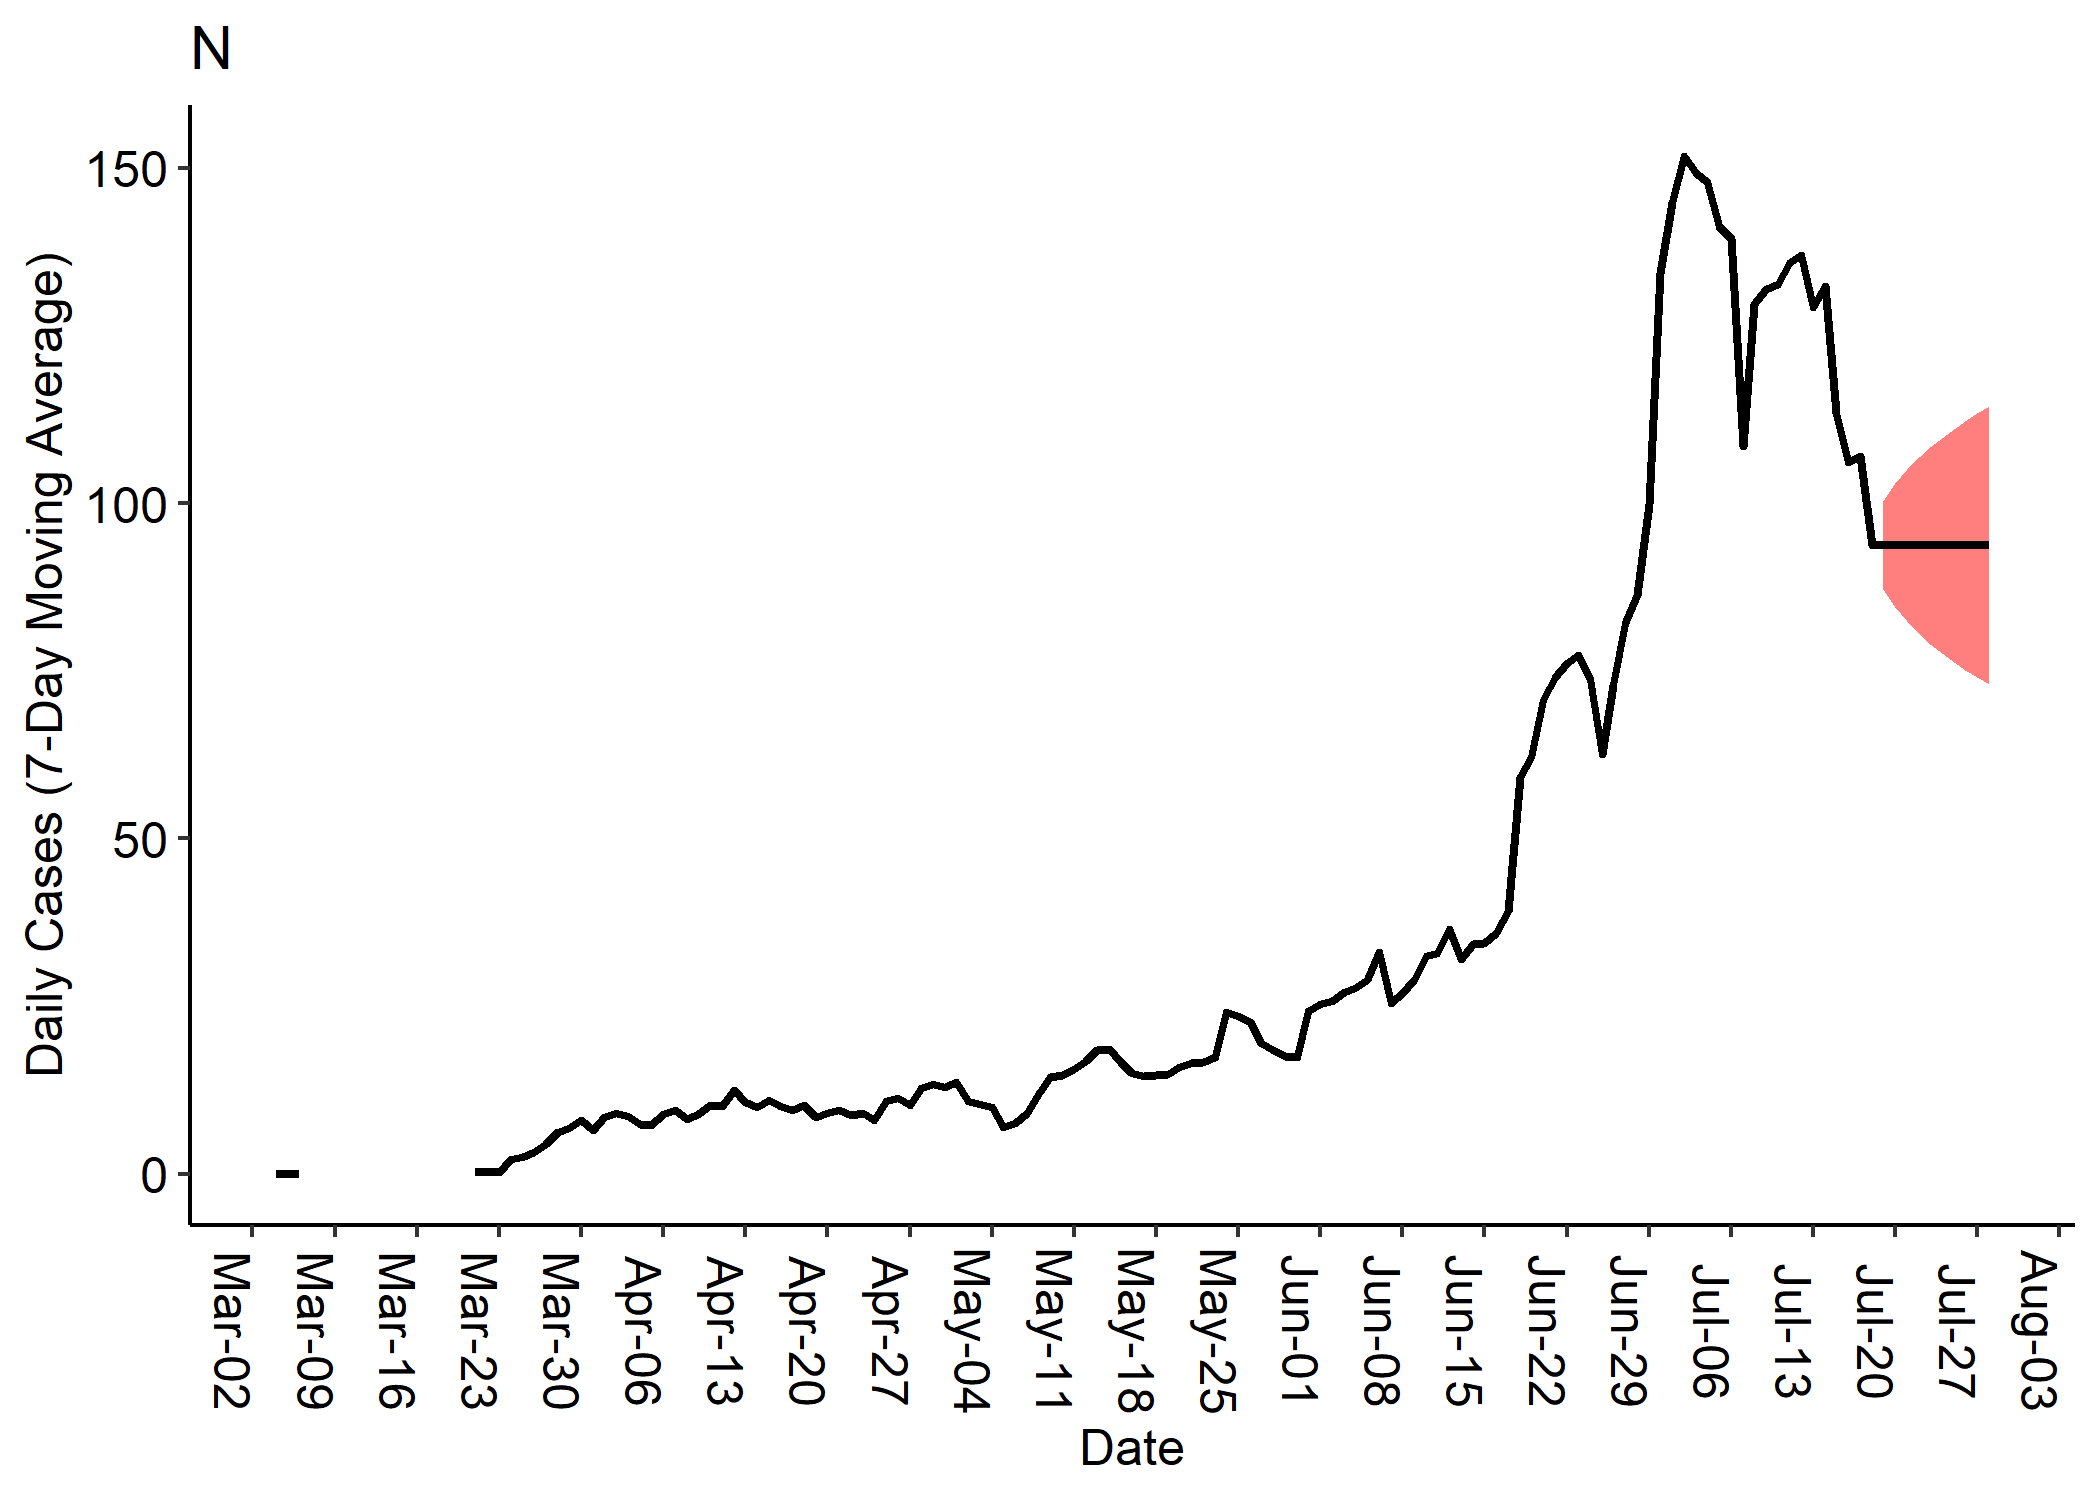 N
Daily Cases (7-Day Moving Average)
150
100
50
0
Mar-02
Mar-09
Mar-16
Mar-23
Mar-30
Apr-06
Apr-13
Apr-20
Apr-27
May-04
May-11
May-18
May-25
Jun-01
Jun-08
Jun-15
Jun-22
Jun-29
Jul-06
Jul-13
Jul-20
Jul-27
Aug-03
Date